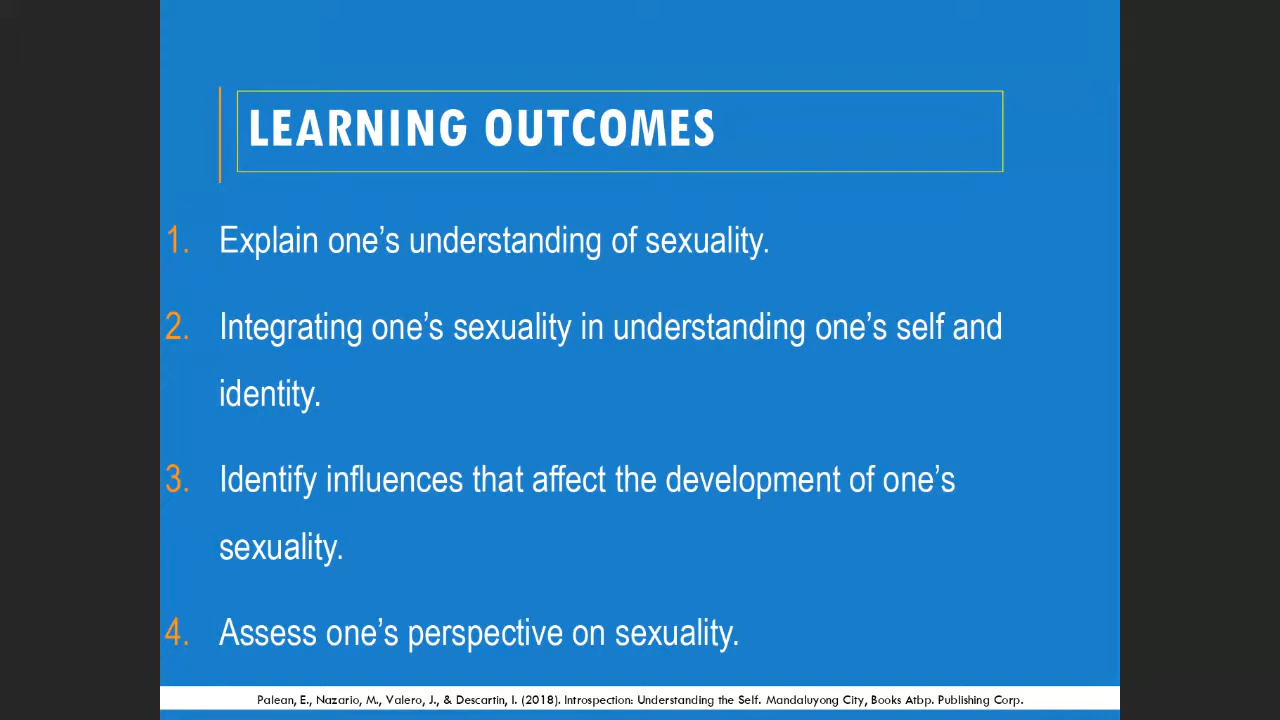 LEARNING OUTCOMES
1. Explain one’s understanding of sexuality.
2. Integrating one’s sexuality in understanding one’s self and
identity.
3. Identify influences that affect the development of one’s
sexuality.
4. Assess one’s perspective on sexuality.
Palean, E., Nazario, M., Valero, J., & Descartin, I. (2018). Introspection: Understanding the Self. Mandaluyong City, Books Atbp. Publishing Corp.